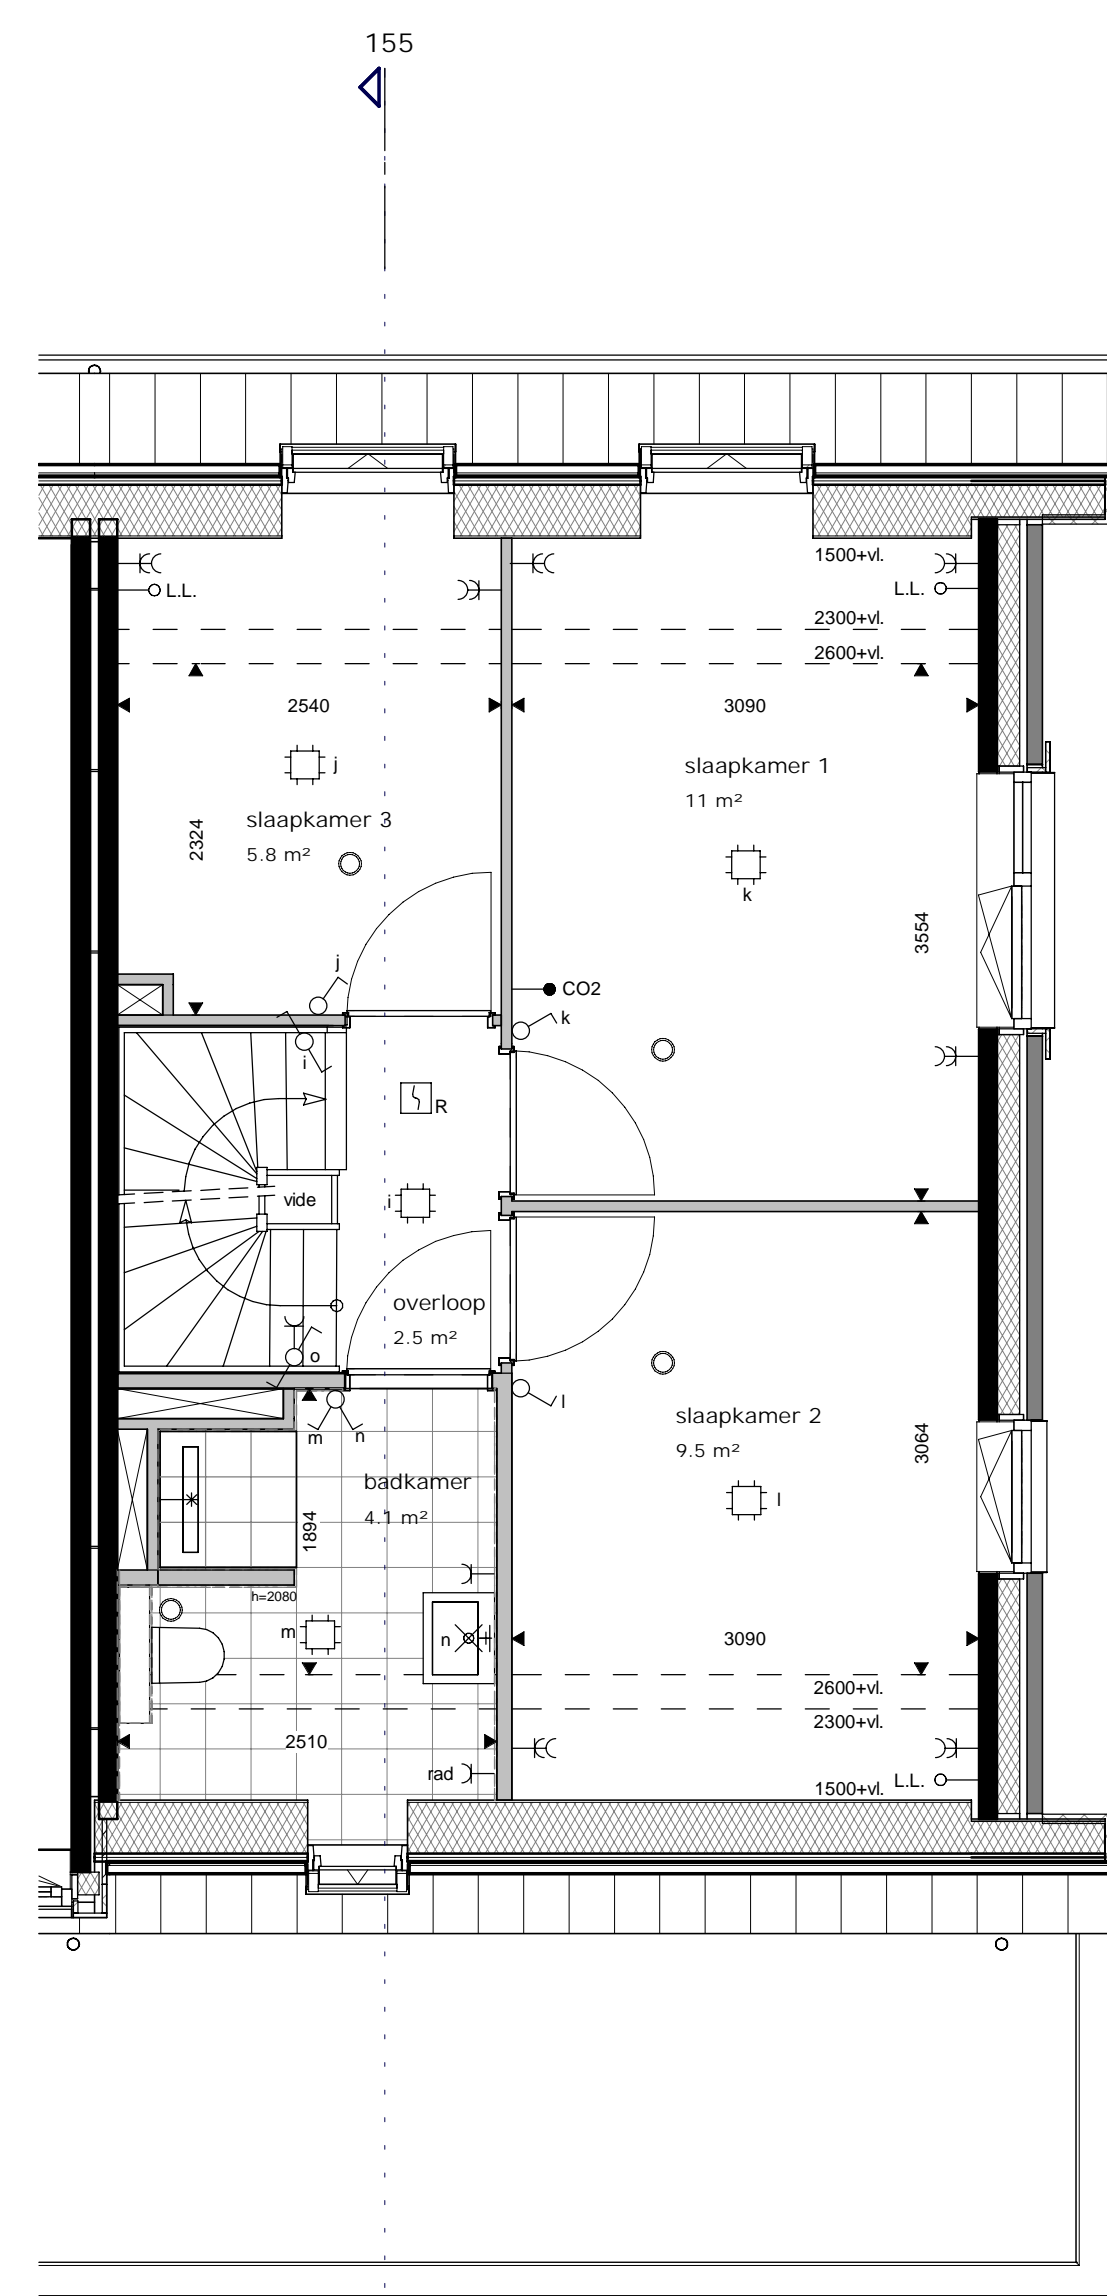 155
1500+vl.
L.L.
L.L.
2300+vl.
2600+vl.
2540
3090
j
slaapkamer 1
11 m²
slaapkamer 3
5.8 m²
2324
k
3554
j
CO2
k
i
R
vide
i
overloop
2.5 m²
o
l
m
n
slaapkamer 2
9.5 m²
3064
badkamer
4.1 m²
l
1894
h=2080
m
n
3090
2600+vl.
2300+vl.
2510
rad
1500+vl.
L.L.